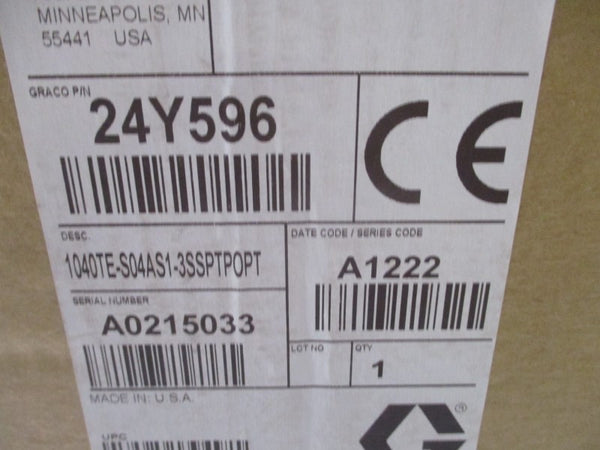 MINNEAPOLIS, MN
55441 USA
GRACO P/N
24Y596
CE
DESC.
1040TE-S04AS1-3SSPTPOPT
DATE CODE / SERIES CODE
A1222
SERIAL NUMBER
A0215033
LOT NO
QTY
1
MADE IN: U.S.A.
UPC
G
®